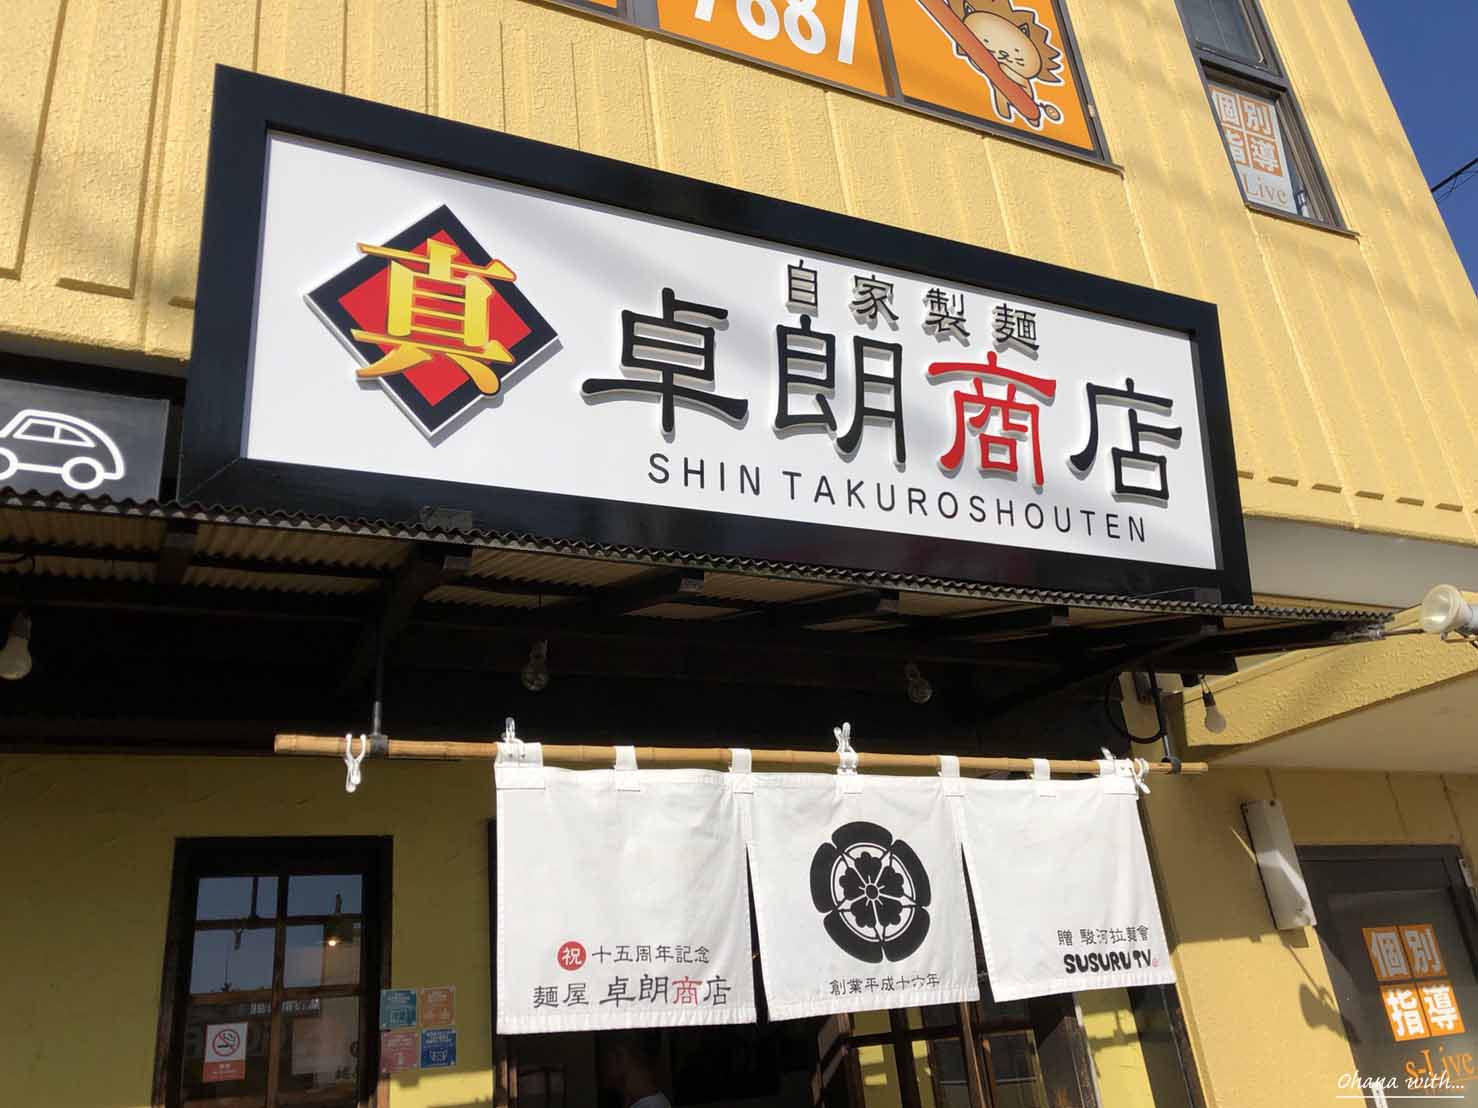 7887
個別
指導
Live
真
自家製麺
卓朗商店
SHIN TAKUROSHOUTEN
祝 十五周年記念
麺屋 卓朗商店
創業平成十六年
贈 駿河拉麺會
SUSURU TV
個別
指導
s-Live
Ohana with...